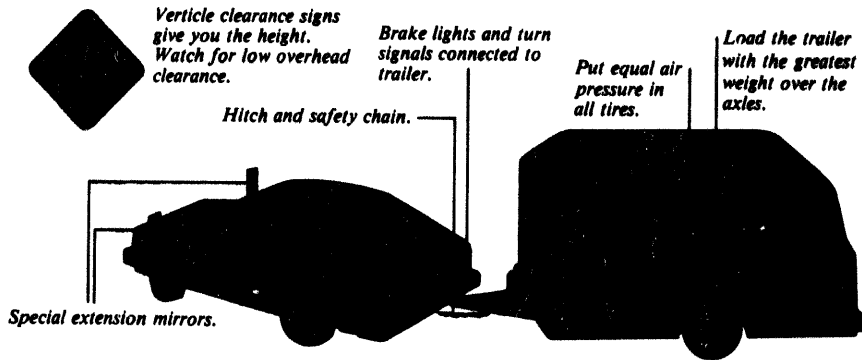 Verticle clearance signs
give you the height.
Watch for low overhead
clearance.
Brake lights and turn
signals connected to
trailer.
Hitch and safety chain.
Put equal air
pressure in
all tires.
Load the trailer
with the greatest
weight over the
axles.
Special extension mirrors.